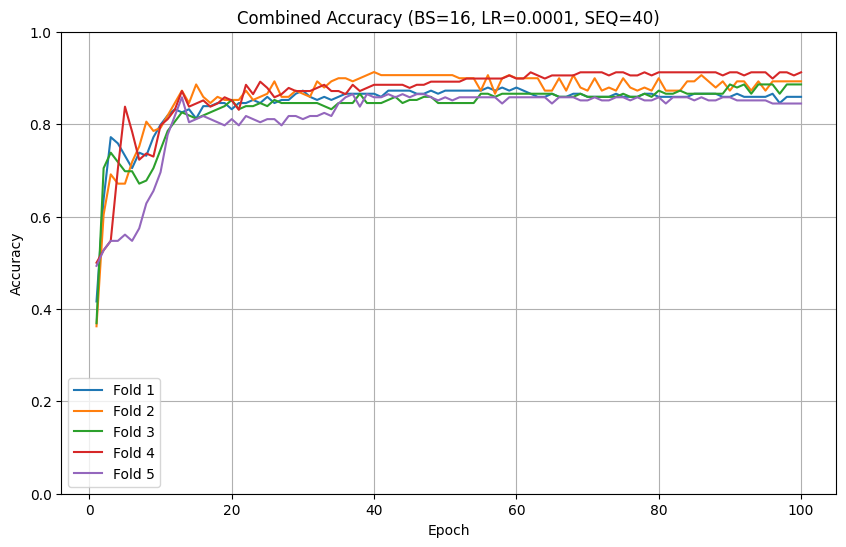 Combined Accuracy (BS=16, LR=0.0001, SEQ=40)
1.0
0.8
0.6
0.4
0.2
0.0
Accuracy
Fold 1
Fold 2
Fold 3
Fold 4
Fold 5
0 20 40 60 80 100
Epoch